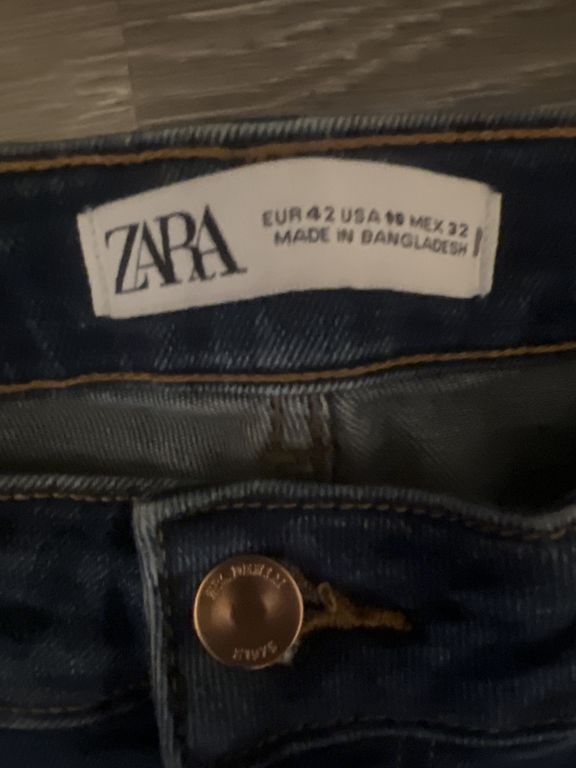 ZARA
EUR 42 USA 10 MEX 32
MADE IN BANGLADESH